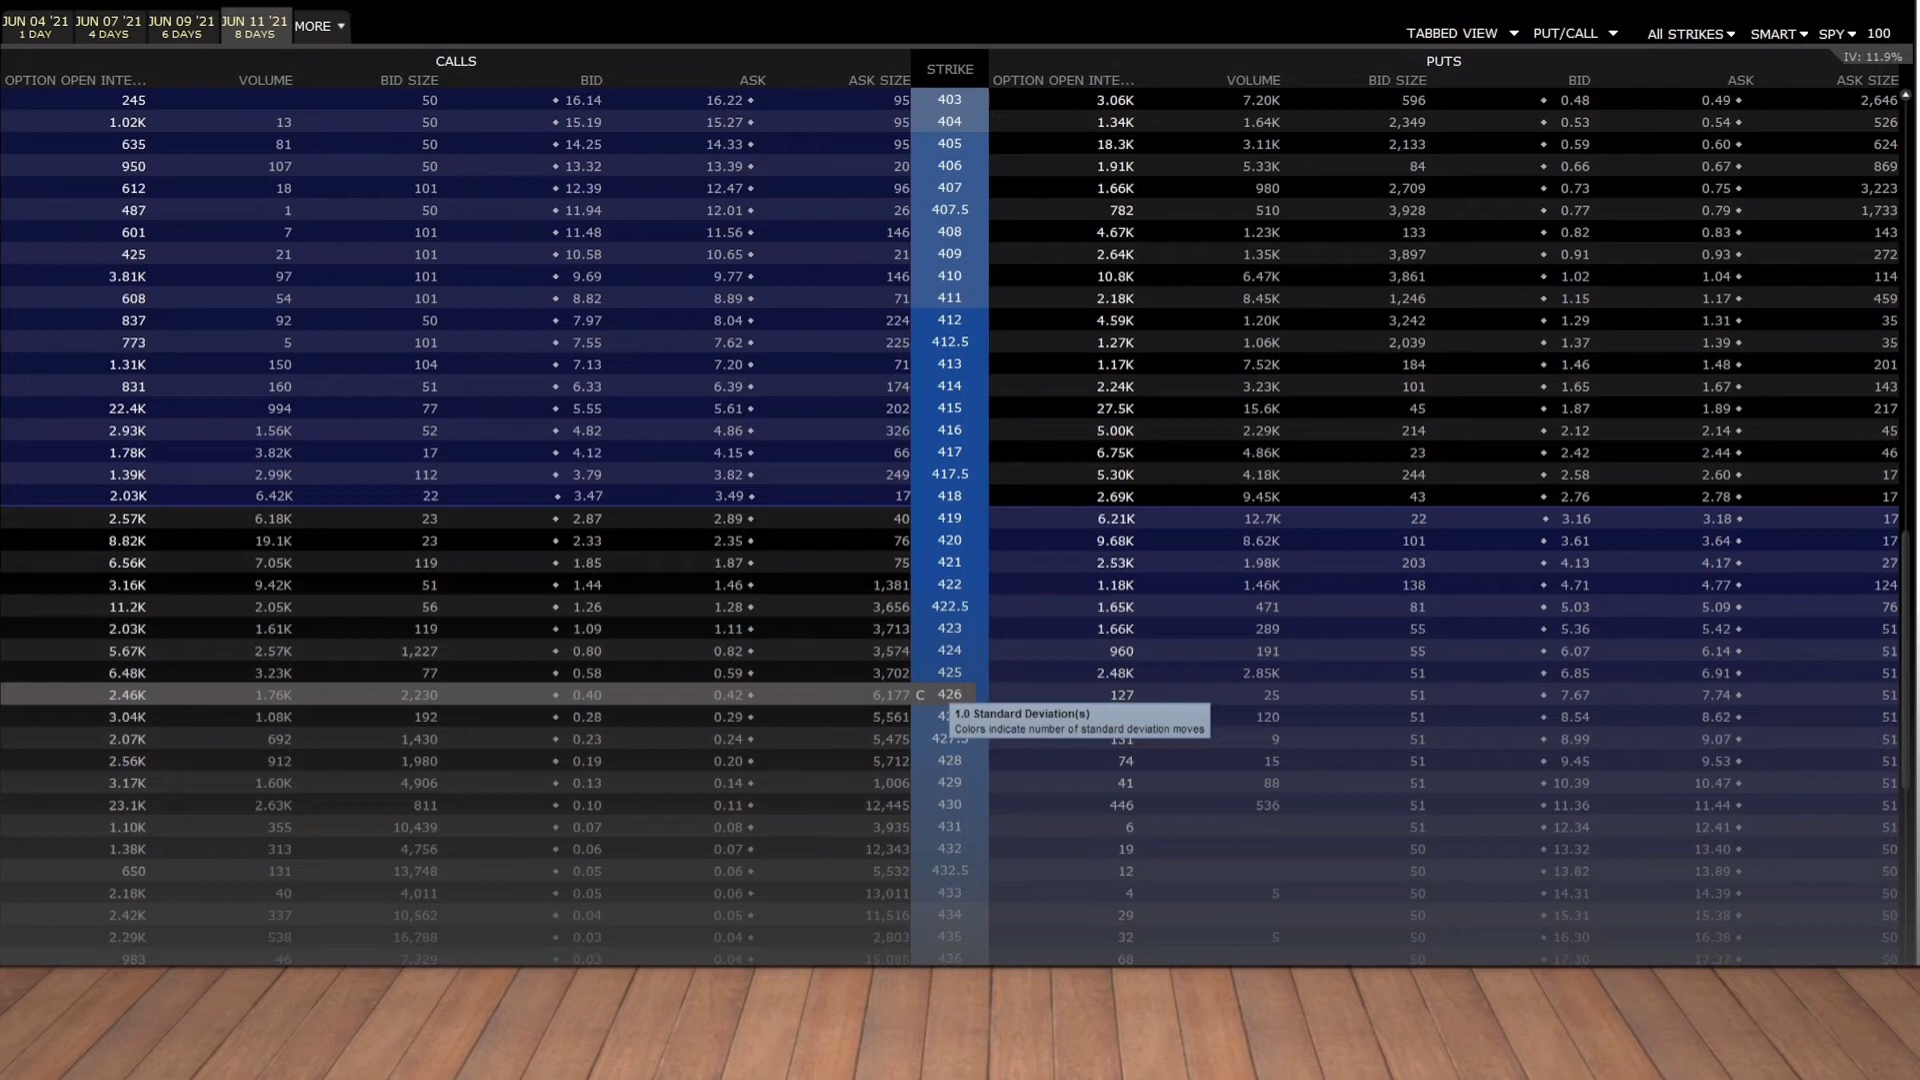 JUN 04 '21 JUN 07 '21 JUN 09 '21 JUN 11 '21 MORE
1 DAY 4 DAYS 6 DAYS 8 DAYS
TABBED VIEW PUT/CALL All STRIKES SMART SPY 100
IV: 11.9%
CALLS STRIKE PUTS
OPTION OPEN INTE... VOLUME BID SIZE BID ASK ASK SIZE OPTION OPEN INTE... VOLUME BID SIZE BID ASK ASK SIZE
245 50 16.14 16.22 95 403 3.06K 7.20K 596 0.48 0.49 2,646
1.02K 13 50 15.19 15.27 95 404 1.34K 1.64K 2,349 0.53 0.54 526
635 81 50 14.25 14.33 95 405 18.3K 3.11K 2,133 0.59 0.60 624
950 107 50 13.32 13.39 20 406 1.91K 5.33K 84 0.66 0.67 869
612 18 101 12.39 12.47 96 407 1.66K 980 2,709 0.73 0.75 3,223
487 1 50 11.94 12.01 26 407.5 782 510 3,928 0.77 0.79 1,733
601 7 101 11.48 11.56 146 408 4.67K 1.23K 133 0.82 0.83 143
425 21 101 10.58 10.65 21 409 2.64K 1.35K 3,897 0.91 0.93 272
3.81K 97 101 9.69 9.77 146 410 10.8K 6.47K 3,861 1.02 1.04 114
608 54 101 8.82 8.89 71 411 2.18K 8.45K 1,246 1.15 1.17 459
837 92 50 7.97 8.04 224 412 4.59K 1.20K 3,242 1.29 1.31 35
773 5 101 7.55 7.62 225 412.5 1.27K 1.06K 2,039 1.37 1.39 35
1.31K 150 104 7.13 7.20 71 413 1.17K 7.52K 184 1.46 1.48 201
831 160 51 6.33 6.39 174 414 2.24K 3.23K 101 1.65 1.67 143
22.4K 994 77 5.55 5.61 202 415 27.5K 15.6K 45 1.87 1.89 217
2.93K 1.56K 52 4.82 4.86 326 416 5.00K 2.29K 214 2.12 2.14 45
1.78K 3.82K 17 4.12 4.15 66 417 6.75K 4.86K 23 2.42 2.44 46
1.39K 2.99K 112 3.79 3.82 249 417.5 5.30K 4.18K 244 2.58 2.60 17
2.03K 6.42K 22 3.47 3.49 17 418 2.69K 9.45K 43 2.76 2.78 17
2.57K 6.18K 23 2.87 2.89 40 419 6.21K 12.7K 22 3.16 3.18 17
8.82K 19.1K 23 2.33 2.35 76 420 9.68K 8.62K 101 3.61 3.64 17
6.56K 7.05K 119 1.85 1.87 75 421 2.53K 1.98K 203 4.13 4.17 27
3.16K 9.42K 51 1.44 1.46 1,381 422 1.18K 1.46K 138 4.71 4.77 124
11.2K 2.05K 56 1.26 1.28 3,656 422.5 1.65K 471 81 5.03 5.09 76
2.03K 1.61K 119 1.09 1.11 3,713 423 1.66K 289 55 5.36 5.42 51
5.67K 2.57K 1,227 0.80 0.82 3,574 424 960 191 55 6.07 6.14 51
6.48K 3.23K 77 0.58 0.59 3,702 425 2.48K 2.85K 51 6.85 6.91 51
2.46K 1.76K 2,230 0.40 0.42 6,177 C 426 127 25 51 7.67 7.74 51
3.04K 1.08K 192 0.28 0.29 5,561 120 51 8.54 8.62 51
1.0 Standard Deviation(s)
Colors indicate number of standard deviation moves
2.07K 692 1,430 0.23 0.24 5,475 427.5 131 9 51 8.99 9.07 51
2.56K 912 1,980 0.19 0.20 5,712 428 74 15 51 9.45 9.53 51
3.17K 1.60K 4,906 0.13 0.14 1,006 429 41 88 51 10.39 10.47 51
23.1K 2.63K 811 0.10 0.11 12,445 430 446 536 51 11.36 11.44 51
1.10K 355 10,439 0.07 0.08 3,935 431 6 51 12.34 12.41 51
1.38K 313 4,756 0.06 0.07 12,343 432 19 50 13.32 13.40 50
650 131 13,748 0.05 0.06 5,532 432.5 12 50 13.82 13.89 50
2.18K 40 4,011 0.05 0.06 13,011 433 4 5 50 14.31 14.39 50
2.42K 337 10,562 0.04 0.05 11,516 434 29 50 15.31 15.38 50
2.29K 538 16,788 0.03 0.04 2,803 435 32 5 50 16.30 16.38 50
983 46 7,329 0.03 0.04 15,085 436 68 50 17.30 17.37 50